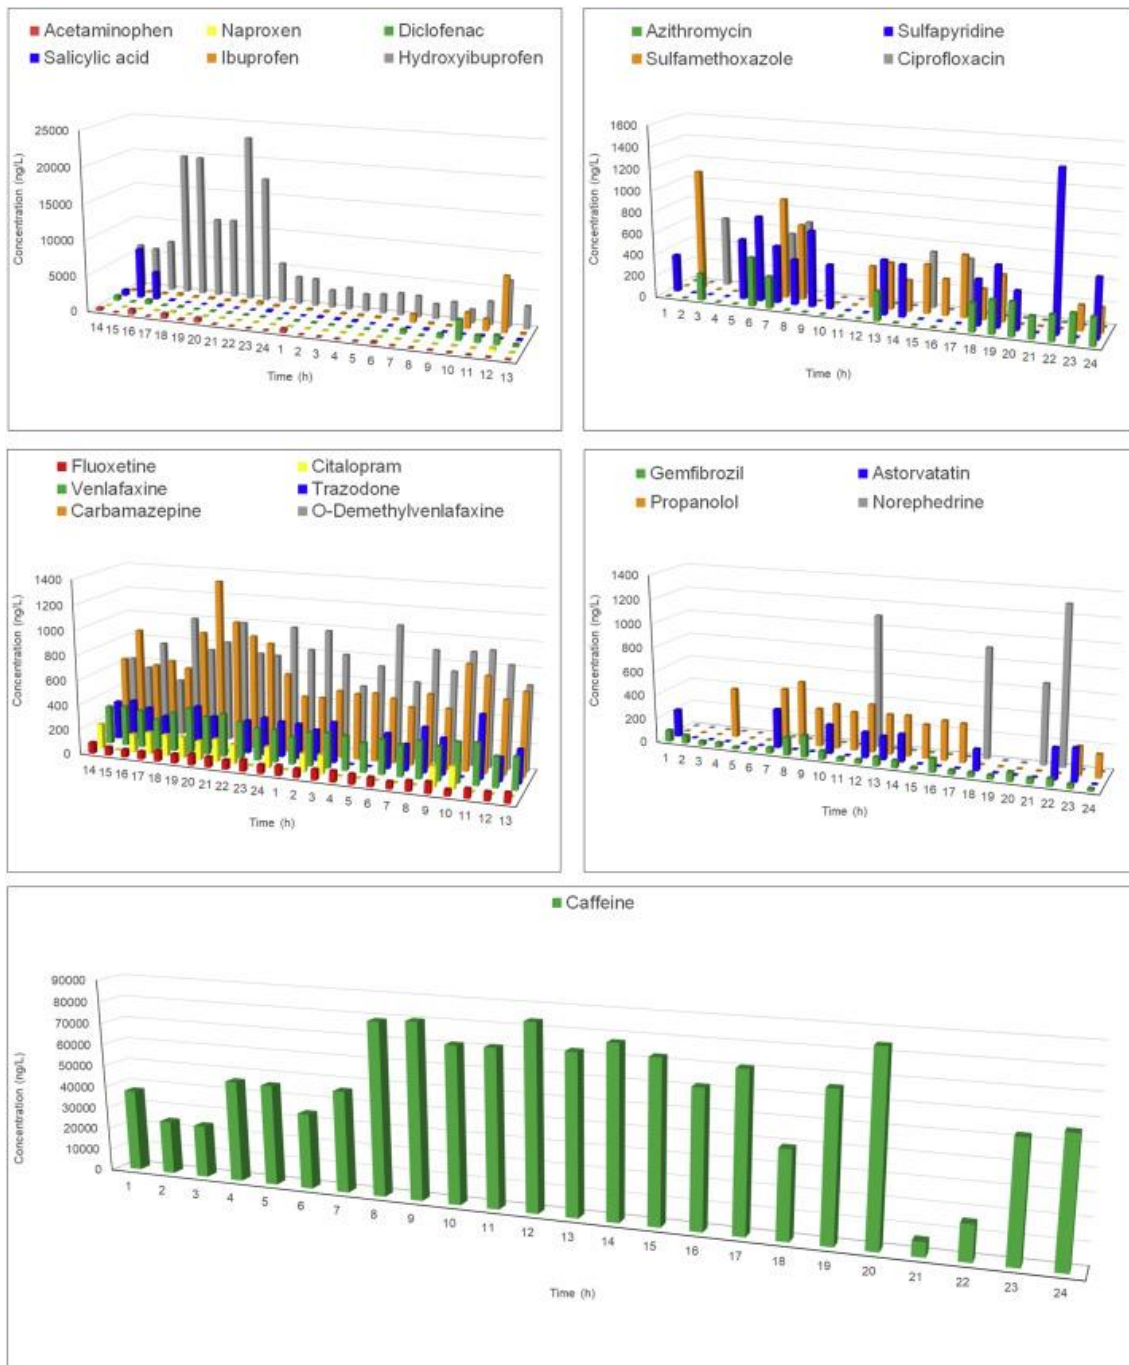 Acetaminophen Naproxen Diclofenac
Salicylic acid Ibuprofen Hydroxyibuprofen
25000
20000
15000
10000
5000
0
Concentration (ng/L)
14 15 16 17 18 19 20 21 22 23 24 1 2 3 4 5 6 7 8 9 10 11 12 13
Time (h)
Azithromycin Sulfapyridine
Sulfamethoxazole Ciprofloxacin
1600
1400
1200
1000
800
600
400
200
0
Concentration (ng/L)
1 2 3 4 5 6 7 8 9 10 11 12 13 14 15 16 17 18 19 20 21 22 23 24
Time (h)
Fluoxetine Citalopram
Venlafaxine Trazodone
Carbamazepine O-Demethylvenlafaxine
1400
1200
1000
800
600
400
200
0
Concentration (ng/L)
14 15 16 17 18 19 20 21 22 23 24 1 2 3 4 5 6 7 8 9 10 11 12 13
Time (h)
Gemfibrozil Astorvatatin
Propanolol Norephedrine
1400
1200
1000
800
600
400
200
0
Concentration (ng/L)
1 2 3 4 5 6 7 8 9 10 11 12 13 14 15 16 17 18 19 20 21 22 23 24
Time (h)
Caffeine
90000
80000
70000
60000
50000
40000
30000
20000
10000
0
Concentration (ng/L)
1 2 3 4 5 6 7 8 9 10 11 12 13 14 15 16 17 18 19 20 21 22 23 24
Time (h)